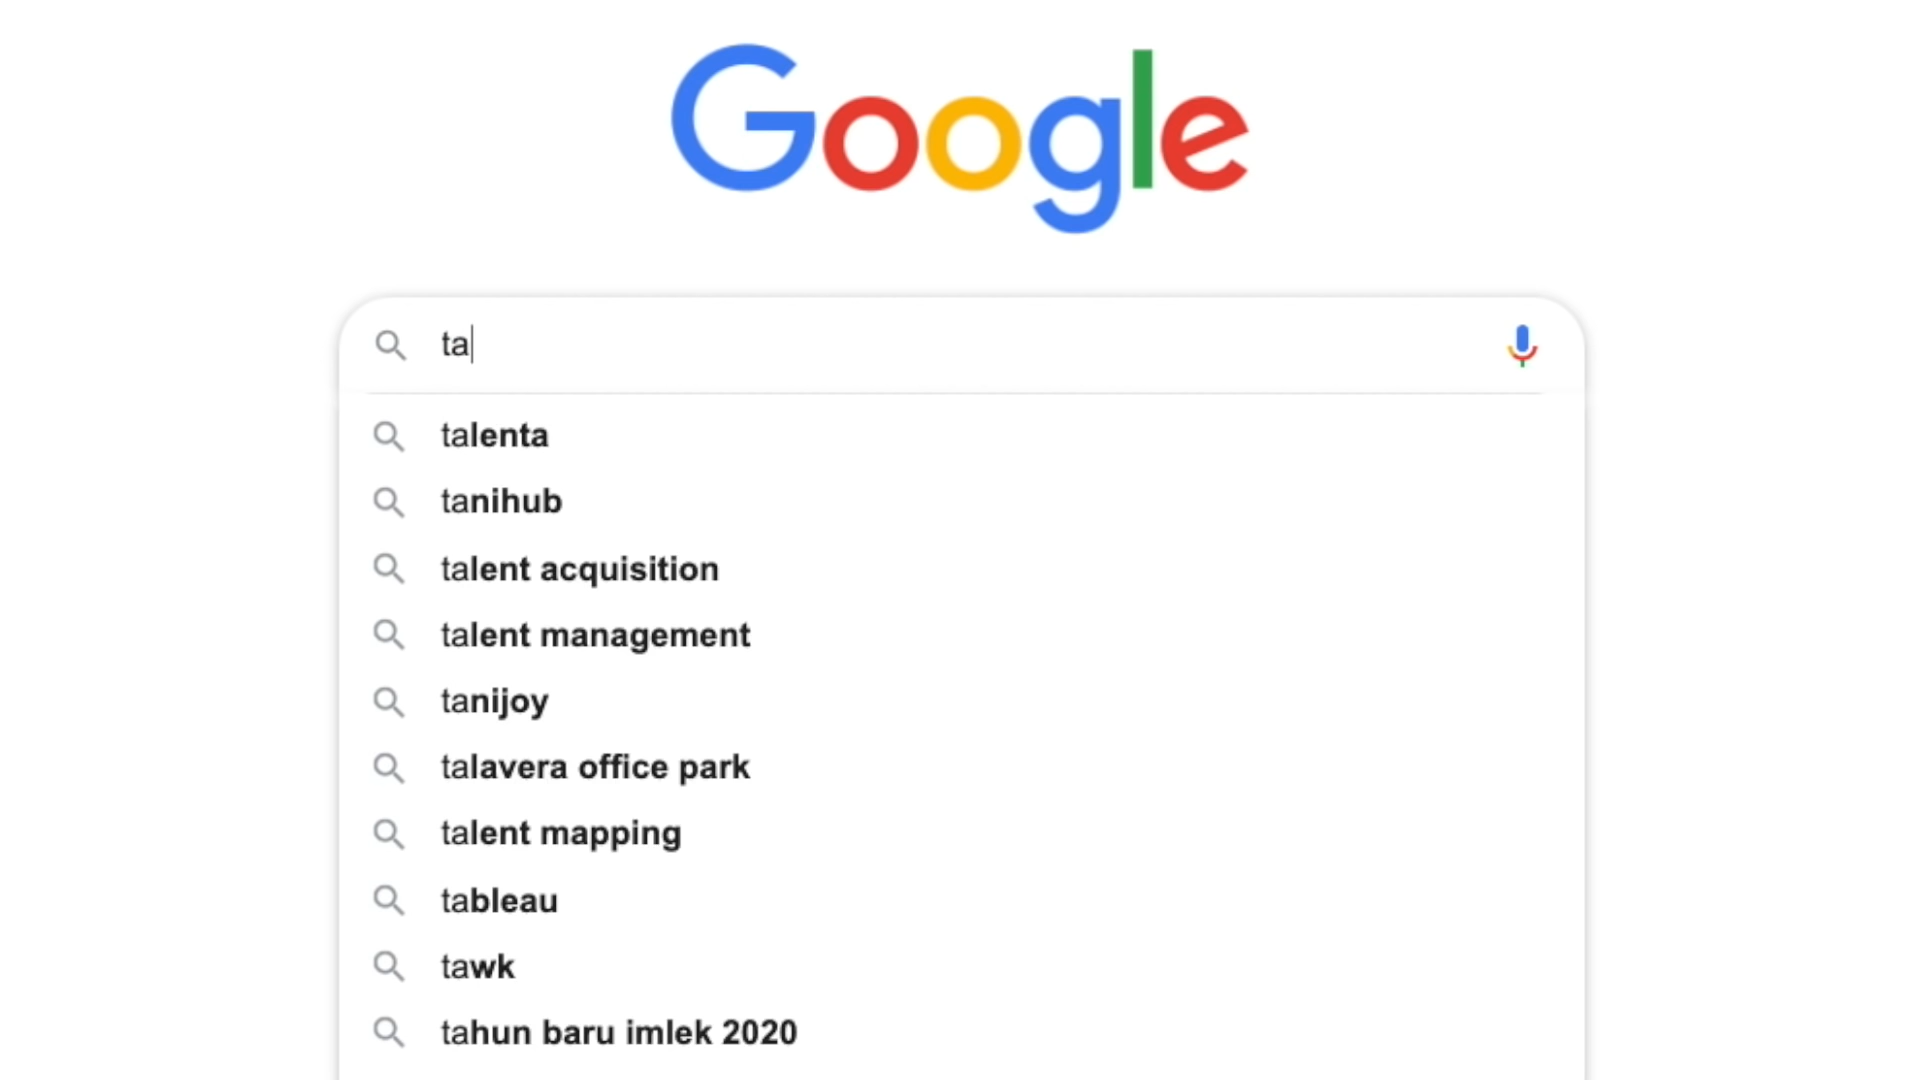 Google
ta
talenta
tanihub
talent acquisition
talent management
tanijoy
talavera office park
talent mapping
tableau
tawk
tahun baru imlek 2020